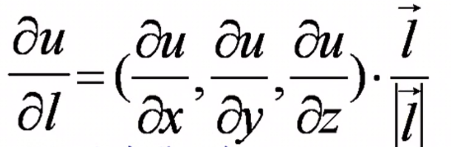 ∂u/∂l = (∂u/∂x, ∂u/∂y, ∂u/∂z) · l⃗/|l⃗|